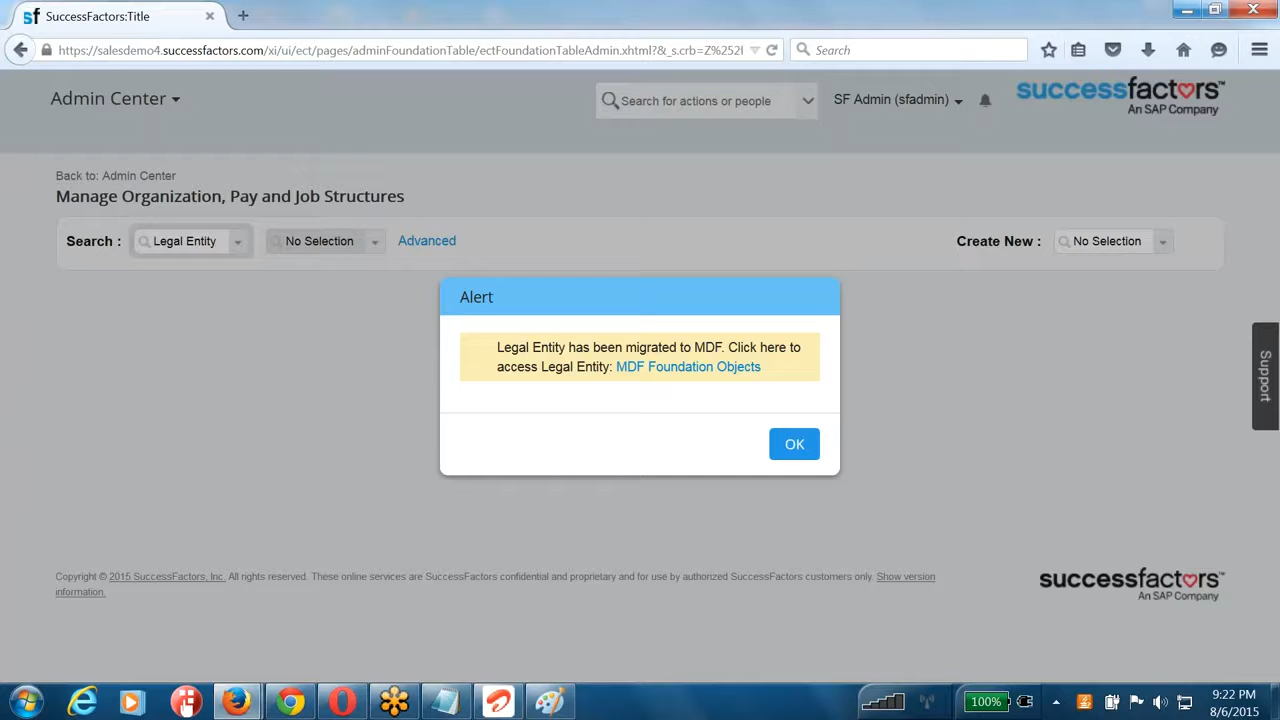 sf SuccessFactors:Title × +
https://salesdemo4.successfactors.com/xi/ui/ect/pages/adminFoundationTable/ectFoundationTableAdmin.xhtml?&_s.crb=Z%252 Search
Admin Center
Search for actions or people
SF Admin (sfadmin)
successfactors
An SAP Company
Back to: Admin Center
Manage Organization, Pay and Job Structures
Search : Legal Entity No Selection Advanced Create New : No Selection
Alert
Legal Entity has been migrated to MDF. Click here to
access Legal Entity: MDF Foundation Objects
OK
Support
Copyright © 2015 SuccessFactors, Inc. All rights reserved. These online services are SuccessFactors confidential and proprietary and for use by authorized SuccessFactors customers only. Show version
information.
successfactors
An SAP Company
100%
9:22 PM
8/6/2015